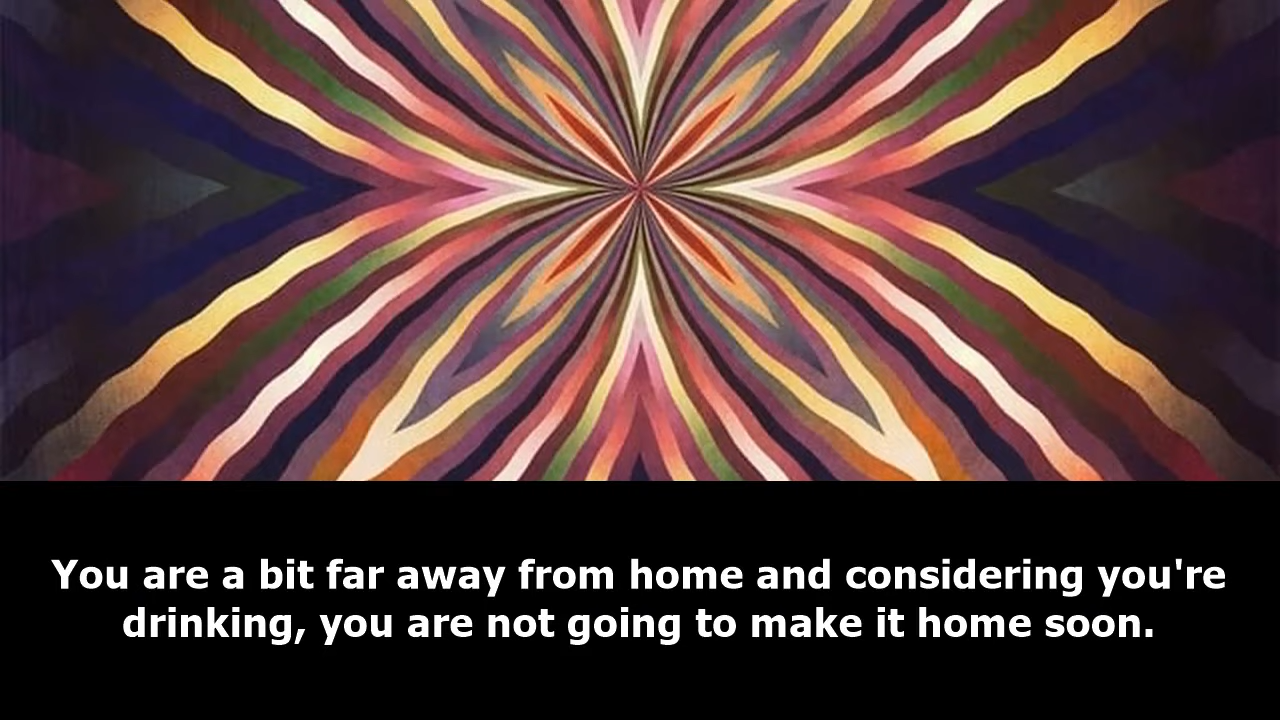 You are a bit far away from home and considering you're
drinking, you are not going to make it home soon.